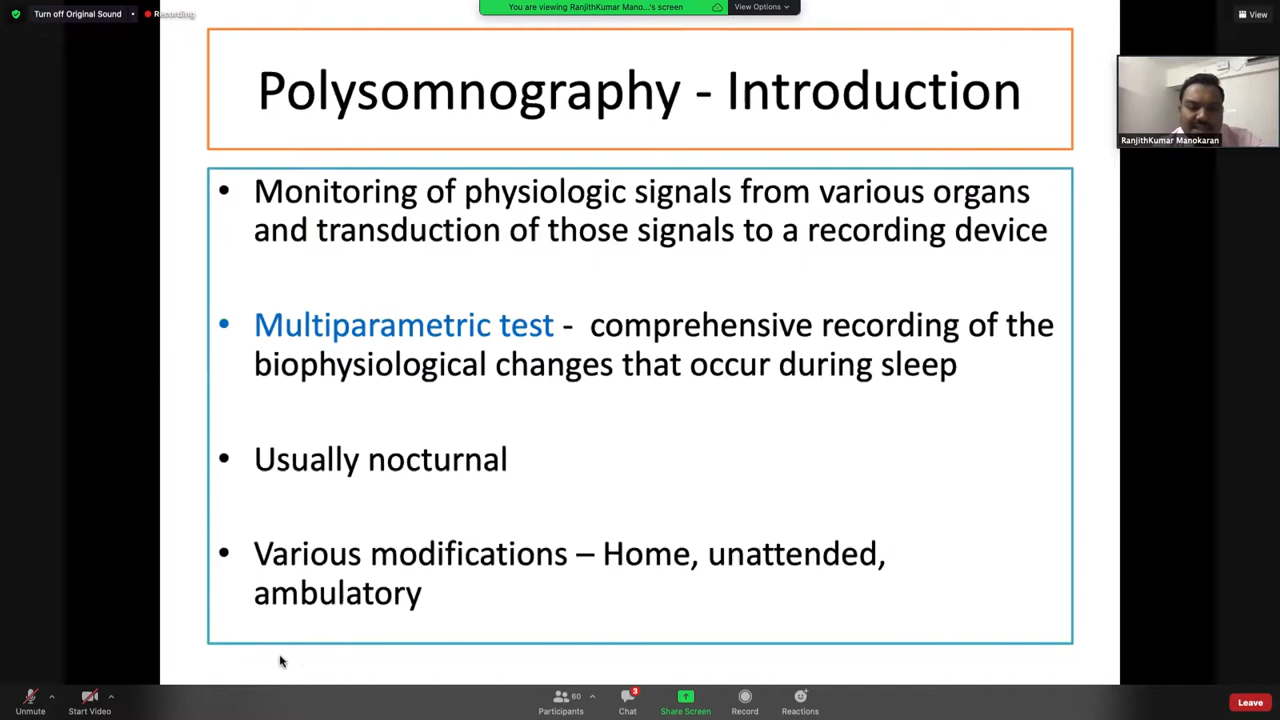 Turn off Original Sound
Recording
You are viewing RanjithKumar Mano...'s screen
View Options
View
Polysomnography - Introduction
RanjithKumar Manokaran
• Monitoring of physiologic signals from various organs
and transduction of those signals to a recording device
• Multiparametric test - comprehensive recording of the
biophysiological changes that occur during sleep
• Usually nocturnal
• Various modifications – Home, unattended,
ambulatory
Unmute
Start Video
60
Participants
3
Chat
Share Screen
Record
Reactions
Leave